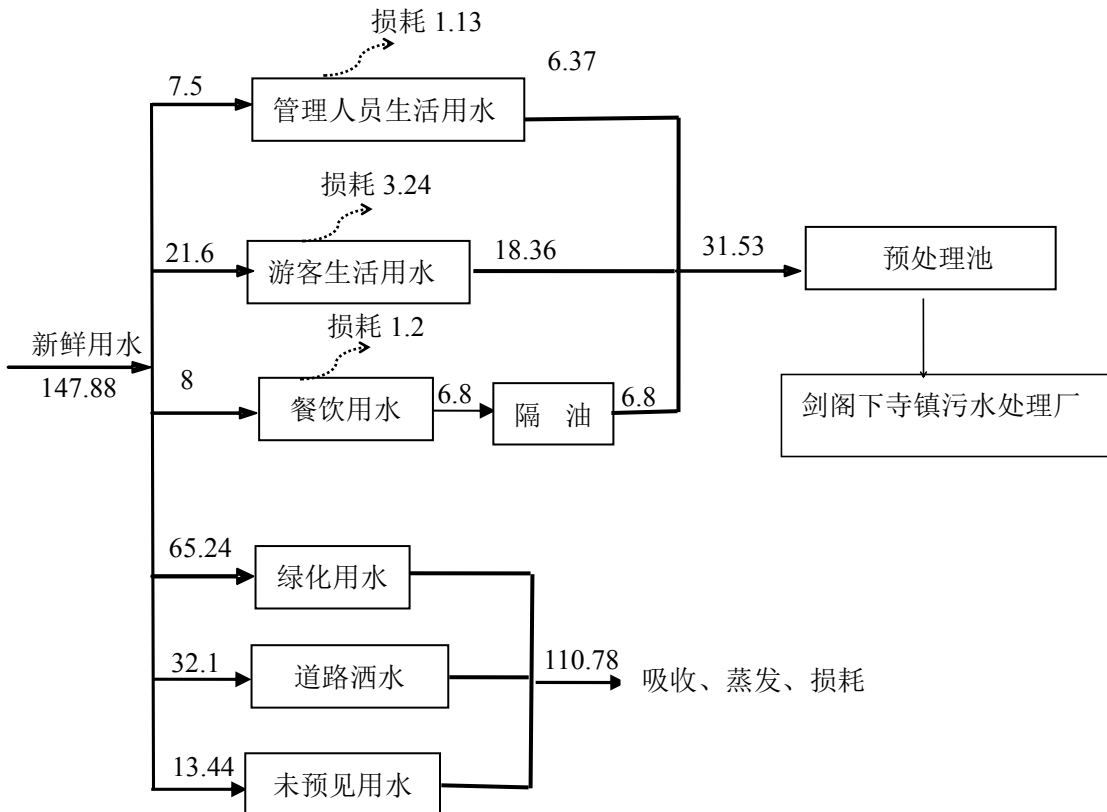 损耗 1.13
6.37
7.5
管理人员生活用水
损耗 3.24
21.6
游客生活用水
18.36
31.53
预处理池
损耗 1.2
新鲜用水
147.88
8
餐饮用水
6.8
隔 油
6.8
剑阁下寺镇污水处理厂
65.24
绿化用水
32.1
道路洒水
110.78
吸收、蒸发、损耗
13.44
未预见用水